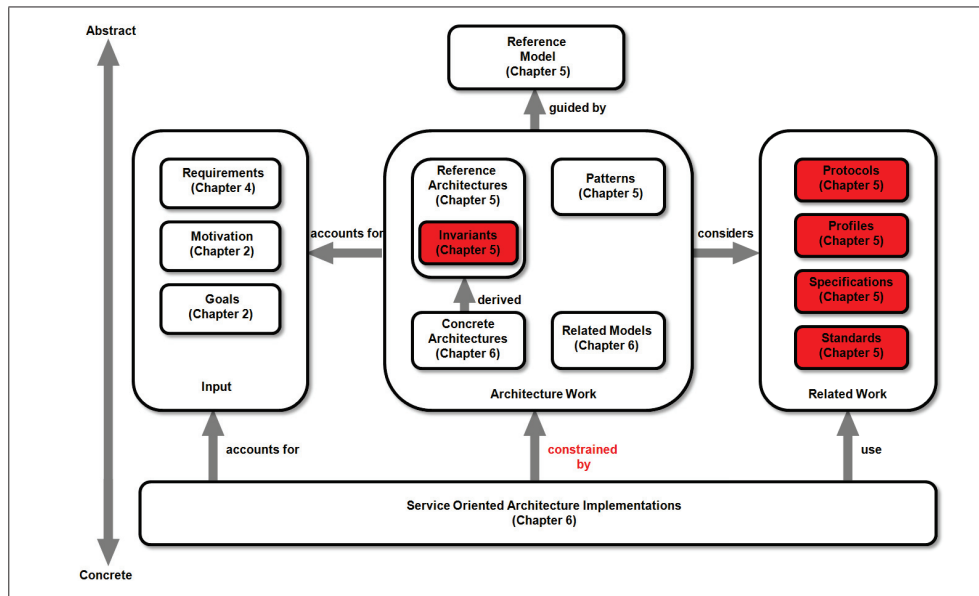 Abstract
Reference
Model
(Chapter 5)
guided by
Requirements
(Chapter 4)
Motivation
(Chapter 2)
Goals
(Chapter 2)
Input
accounts for
Reference
Architectures
(Chapter 5)
Invariants
(Chapter 5)
derived
Concrete
Architectures
(Chapter 6)
Patterns
(Chapter 5)
Related Models
(Chapter 6)
Architecture Work
considers
Protocols
(Chapter 5)
Profiles
(Chapter 5)
Specifications
(Chapter 5)
Standards
(Chapter 5)
Related Work
accounts for
constrained
by
use
Service Oriented Architecture Implementations
(Chapter 6)
Concrete